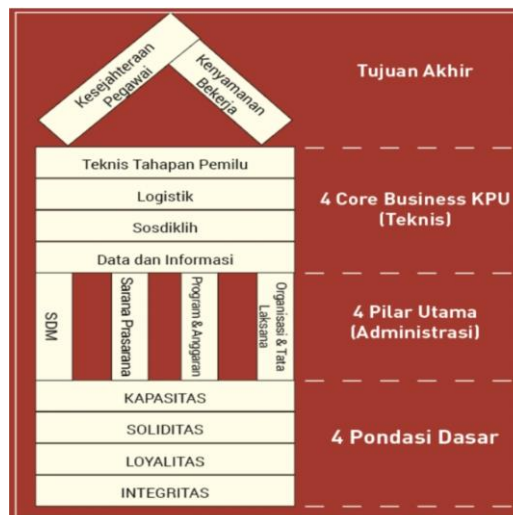 Kesejahteraan
Pegawai
Kenyamanan
Bekerja
Tujuan Akhir
Teknis Tahapan Pemilu
Logistik
Sosdiklih
Data dan Informasi
4 Core Business KPU
(Teknis)
SDM
Sarana Prasarana
Program & Anggaran
Organisasi & Tata
Laksana
4 Pilar Utama
(Administrasi)
KAPASITAS
SOLIDITAS
LOYALITAS
INTEGRITAS
4 Pondasi Dasar